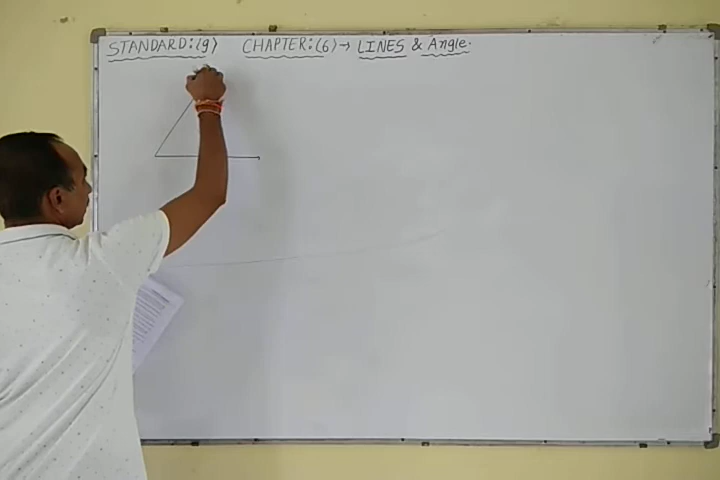 STANDARD:(9) CHAPTER:(6)→ LINES & Angle.